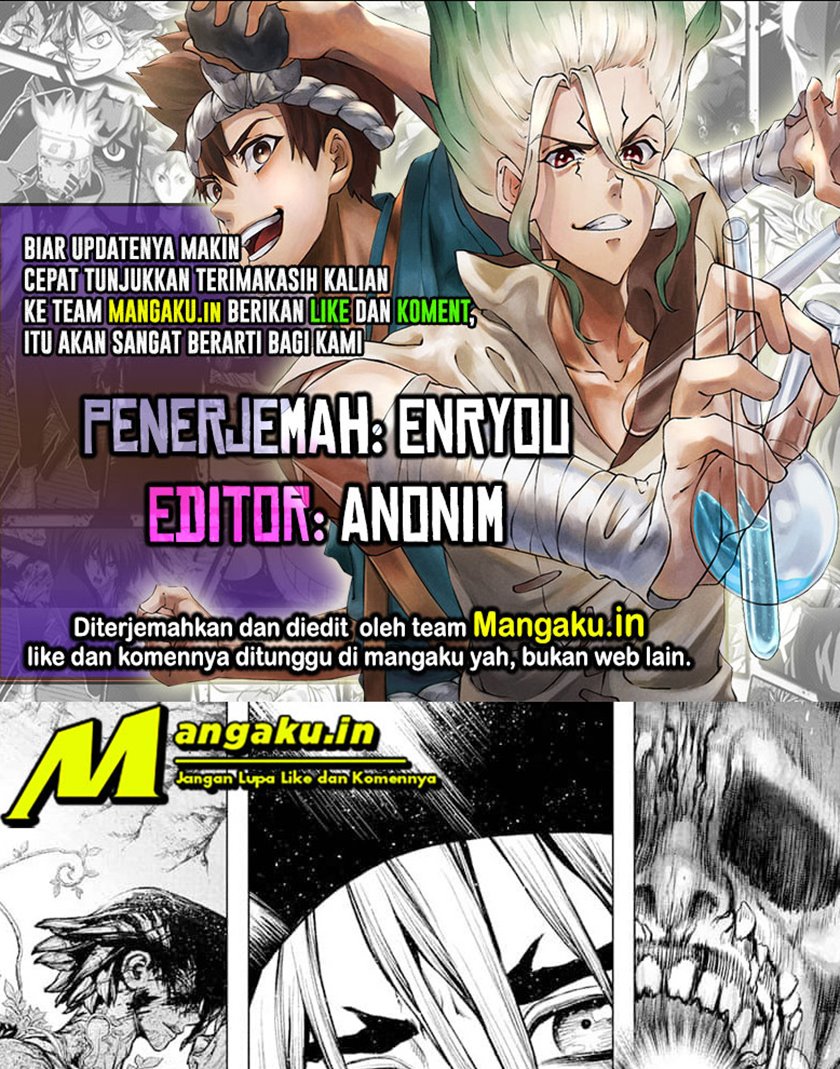 BIAR UPDATENYA MAKIN
CEPAT TUNJUKKAN TERIMAKASIH KALIAN
KE TEAM MANGAKU.IN BERIKAN LIKE DAN KOMENT,
ITU AKAN SANGAT BERARTI BAGI KAMI
PENERJEMAH: ENRYOU
EDITOR: ANONIM
Diterjemahkan dan diedit oleh team Mangaku.in
like dan komennya ditunggu di mangaku yah, bukan web lain.
Mangaku.in
Jangan Lupa Like dan Komennya